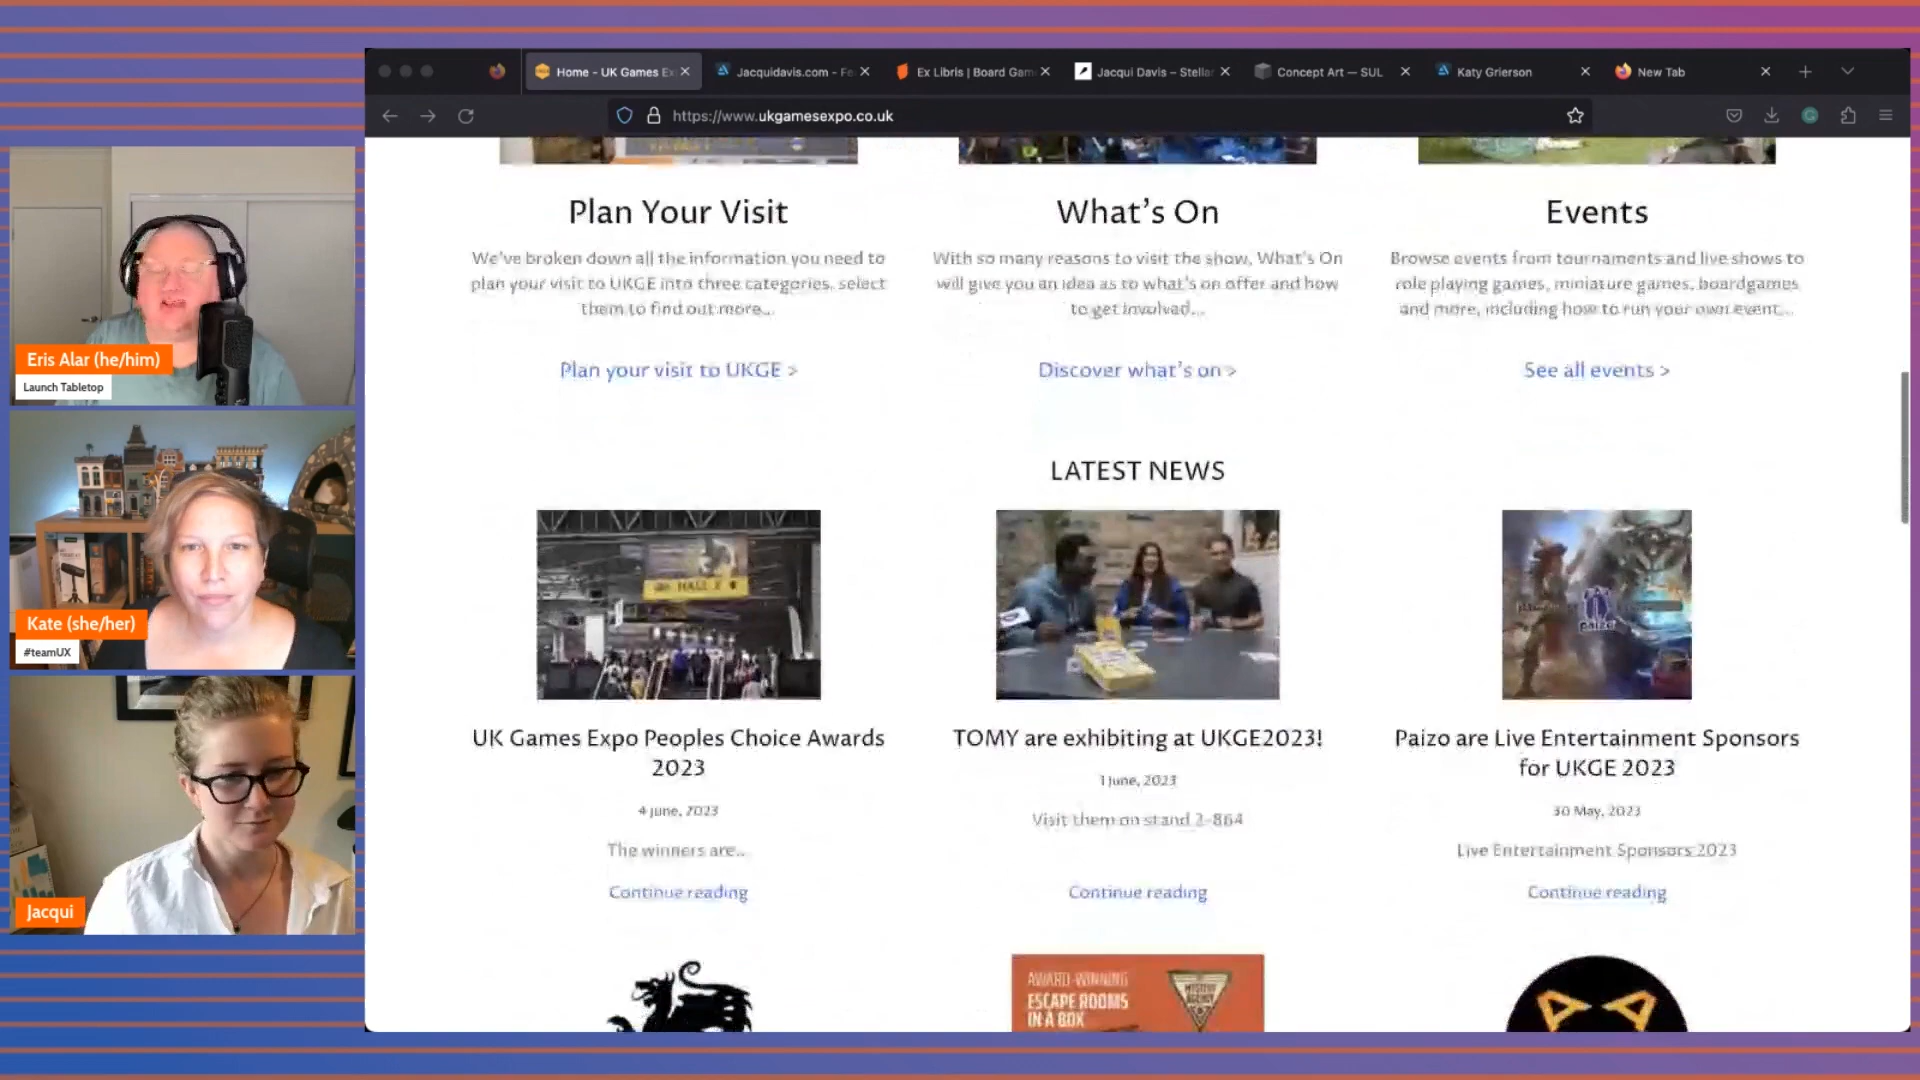 Home - UK Games Ex
Jacquidavis.com - Fe
Ex Libris | Board Gam
Jacqui Davis – Stella
Concept Art — SUL
Katy Grierson
New Tab
https://www.ukgamesexpo.co.uk
Eris Alar (he/him)
Launch Tabletop
Kate (she/her)
#teamUX
Jacqui
Plan Your Visit
We've broken down all the information you need to
plan your visit to UKGE into three categories, select
them to find out more...
Plan your visit to UKGE >
What's On
With so many reasons to visit the show, What's On
will give you an idea as to what's on offer and how
to get involved...
Discover what's on >
Events
Browse events from tournaments and live shows to
role playing games, miniature games, boardgames
and more, including how to run your own event...
See all events >
LATEST NEWS
HALL
UK Games Expo Peoples Choice Awards
2023
4 June, 2023
The winners are...
Continue reading
TOMY are exhibiting at UKGE2023!
1 June, 2023
Visit them on stand 2-864
Continue reading
paizo
Paizo are Live Entertainment Sponsors
for UKGE 2023
30 May, 2023
Live Entertainment Sponsors 2023
Continue reading
AWARD-WINNING
ESCAPE ROOMS
IN A BOX